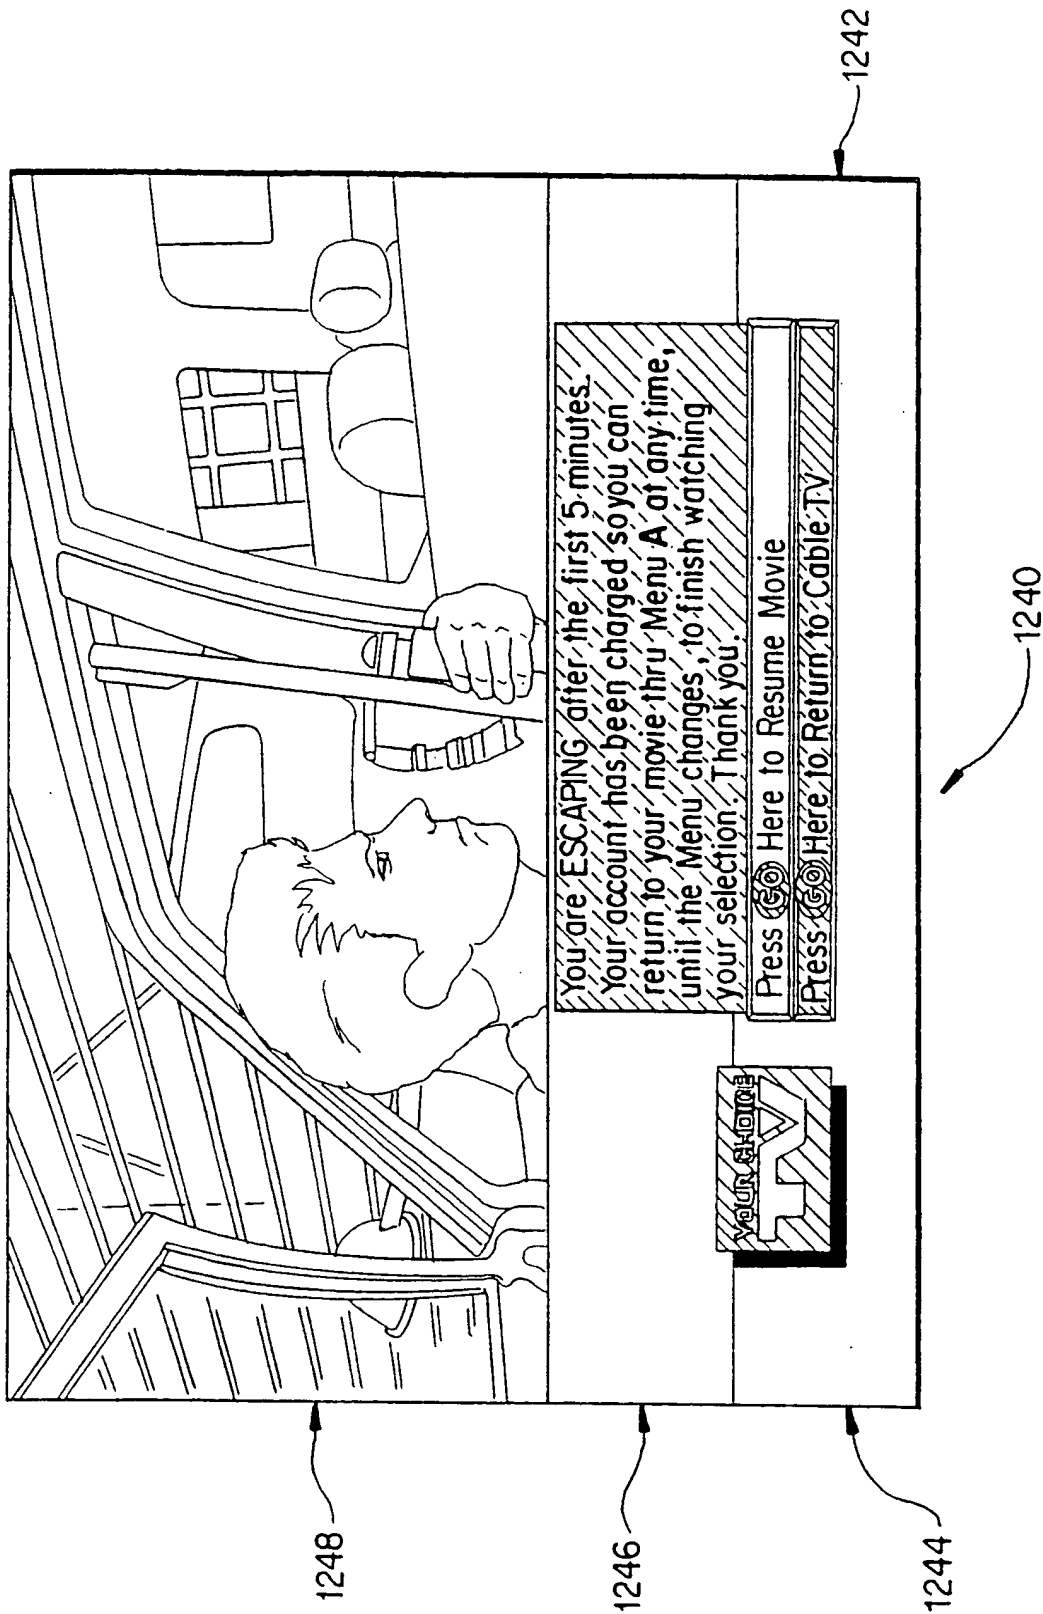 1248
1246
1244
1242
1240
You are ESCAPING after the first 5 minutes.
Your account has been charged so you can
return to your movie thru Menu A at any time,
until the Menu changes, to finish watching
your selection. Thank you.
Press GO Here to Resume Movie
Press GO Here to Return to Cable TV
YOUR CHOICE
TV